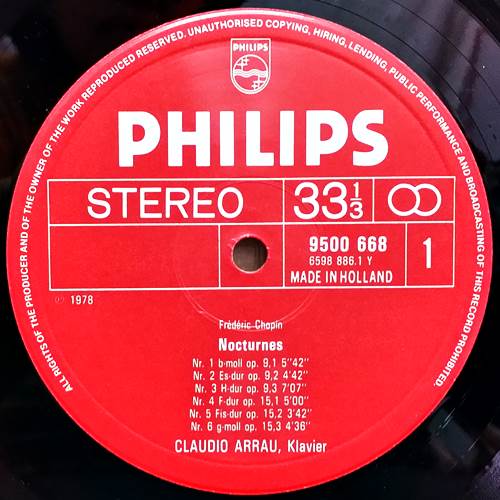 ALL RIGHTS OF THE PRODUCER AND OF THE OWNER OF THE WORK REPRODUCED RESERVED. UNAUTHORISED COPYING, HIRING, LENDING, PUBLIC PERFORMANCE AND BROADCASTING OF THIS RECORD PROHIBITED.
PHILIPS
PHILIPS
STEREO 33 1/3
9500 668
6598 886.1 Y
MADE IN HOLLAND
1
℗ 1978
Frédéric Chopin
Nocturnes
Nr. 1 b-moll op. 9,1 5"42"
Nr. 2 Es-dur op. 9,2 4'42"
Nr. 3 H-dur op. 9,3 7'07"
Nr. 4 F-dur op. 15,1 5'00"
Nr. 5 Fis-dur op. 15,2 3'42"
Nr. 6 g-moll op. 15,3 4'36"
CLAUDIO ARRAU, Klavier